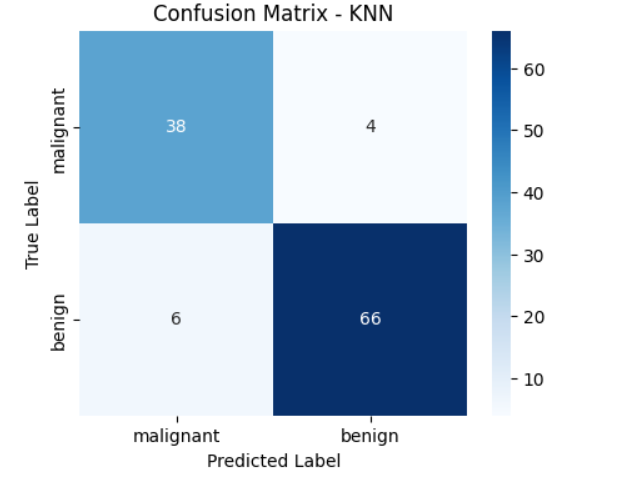 Confusion Matrix - KNN
True Label
malignant
38
4
benign
6
66
malignant
benign
Predicted Label
60
50
40
30
20
10